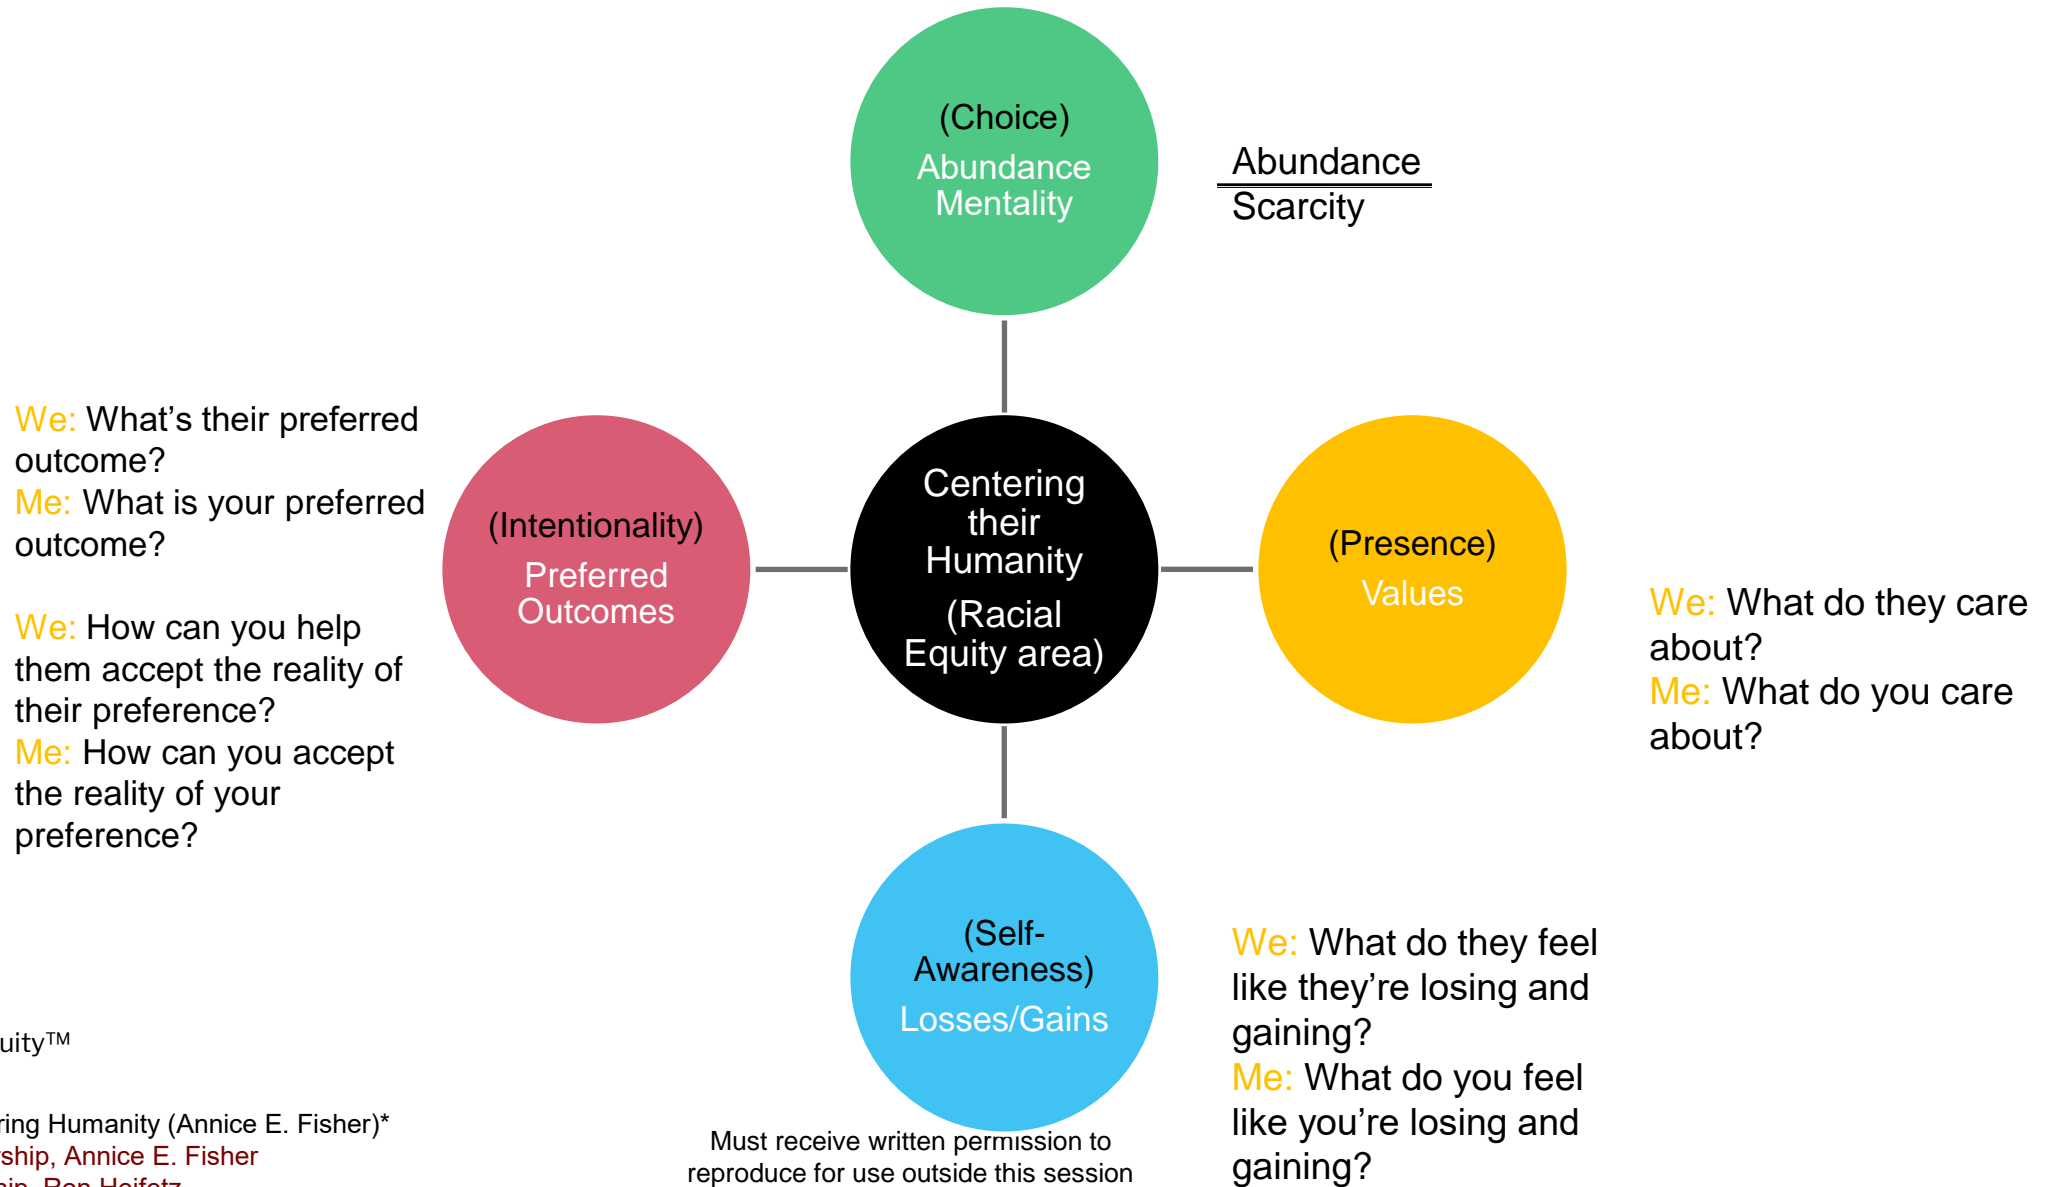 (Choice)
Abundance
Mentality
Abundance
Scarcity
We: What's their preferred
outcome?
Me: What is your preferred
outcome?
We: How can you help
them accept the reality of
their preference?
Me: How can you accept
the reality of your
preference?
(Intentionality)
Preferred
Outcomes
Centering
their
Humanity
(Racial
Equity area)
(Presence)
Values
We: What do they care
about?
Me: What do you care
about?
(Self-
Awareness)
Losses/Gains
We: What do they feel
like they're losing and
gaining?
Me: What do you feel
like you're losing and
gaining?
uity™
ring Humanity (Annice E. Fisher)*
rship, Annice E. Fisher
Ron Heifetz
Must receive written permission to
reproduce for use outside this session